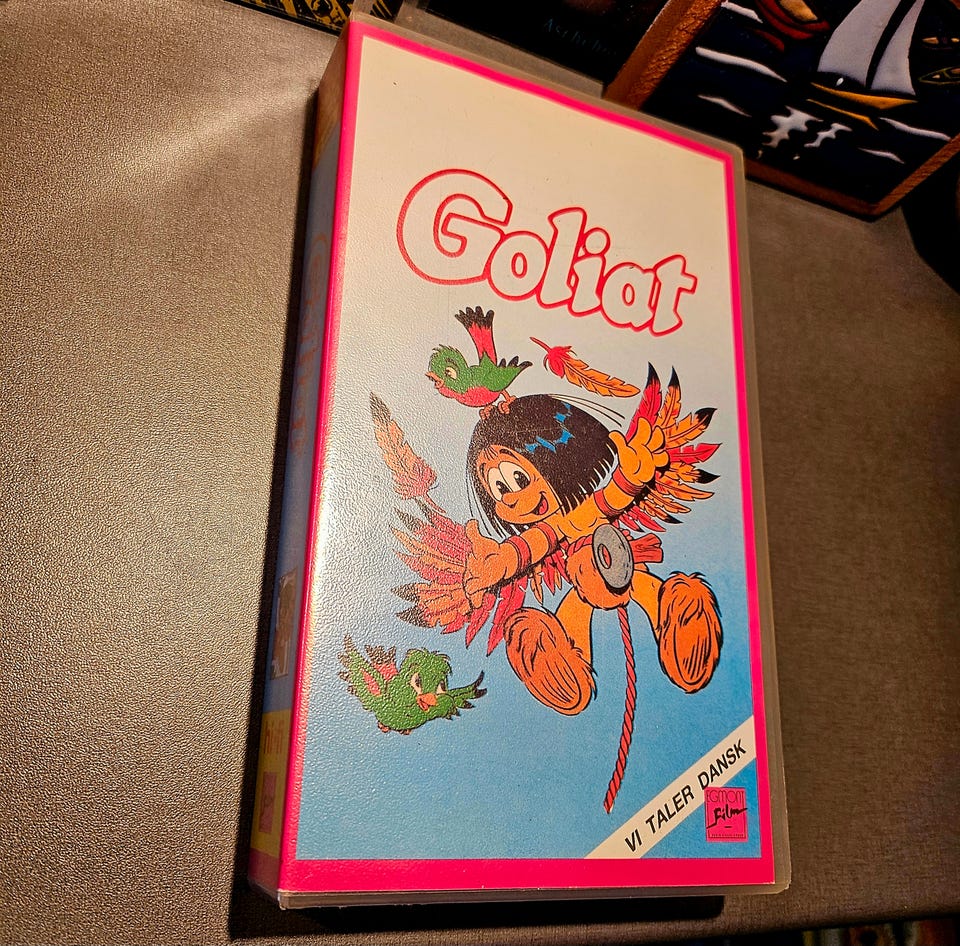 Goliat
VI TALER DANSK
EGMONT
Film